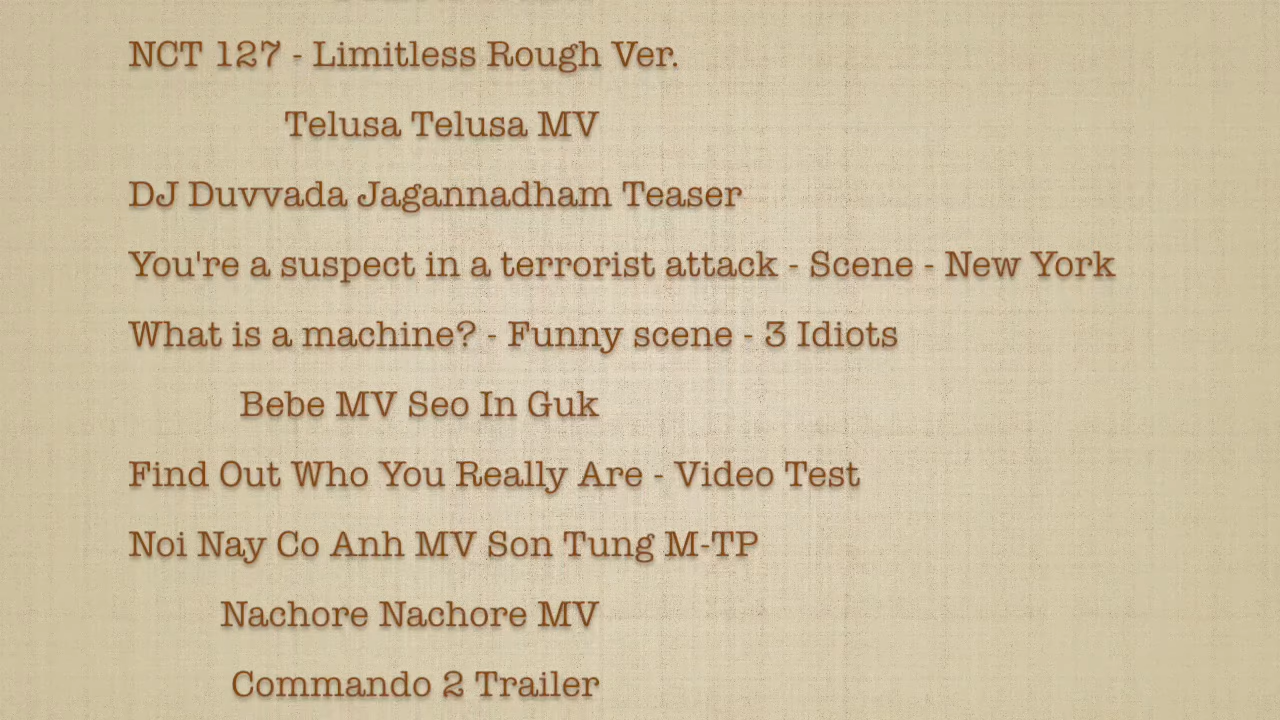 NCT 127 - Limitless Rough Ver.
Telusa Telusa MV
DJ Duvvada Jagannadham Teaser
You're a suspect in a terrorist attack - Scene - New York
What is a machine? - Funny scene - 3 Idiots
Bebe MV Seo In Guk
Find Out Who You Really Are - Video Test
Noi Nay Co Anh MV Son Tung M-TP
Nachore Nachore MV
Commando 2 Trailer